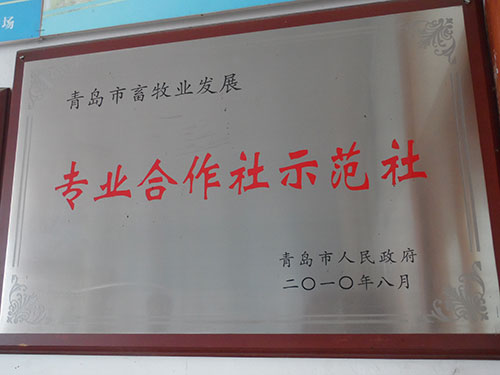 场
青岛市畜牧业发展
专业合作社示范社
青岛市人民政府
二〇一〇年八月